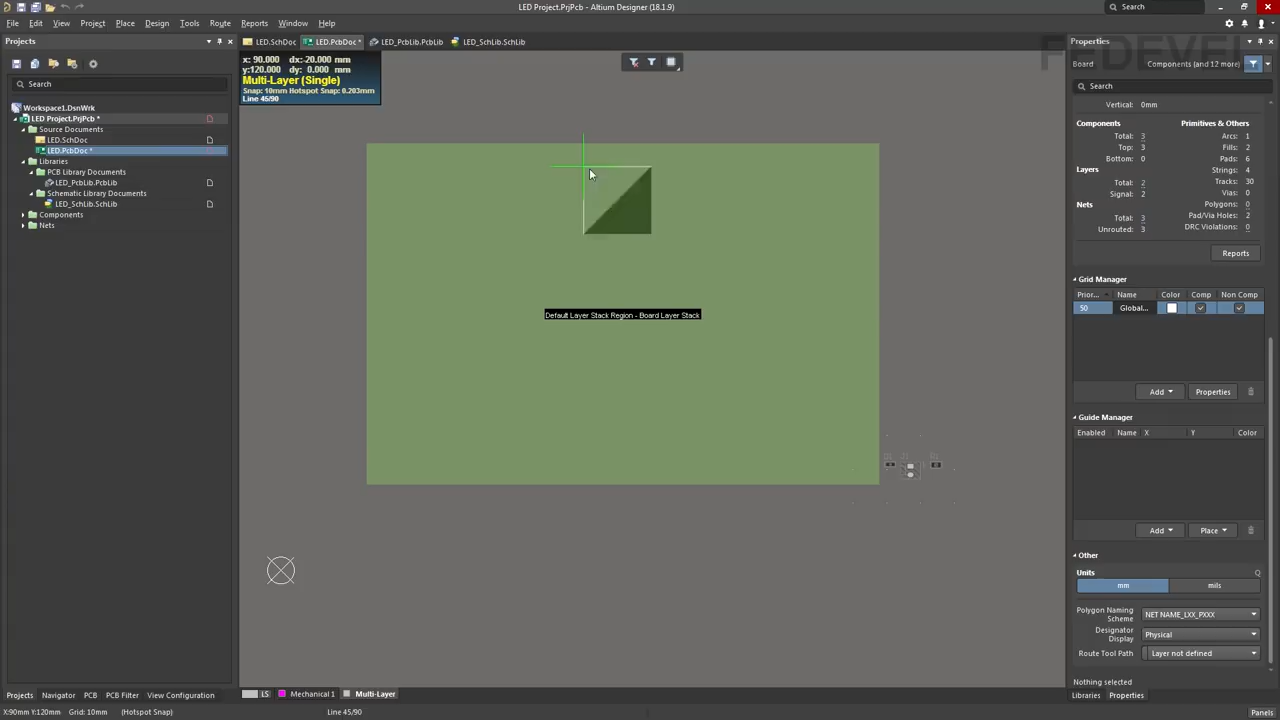 LED Project.PrjPcb * - Altium Designer (18.1.9)
Search
File Edit View Project Place Design Tools Route Reports Window Help
Projects
LED.SchDoc LED.PcbDoc * LED_PcbLib.PcbLib LED_SchLib.SchLib
Properties
FEDEVEL
x: 90.000 dx:-20.000 mm
y:120.000 dy: 0.000 mm
Multi-Layer (Single)
Snap: 10mm Hotspot Snap: 0.203mm
Line 45/90
Board Components (and 12 more)
Search
Search
Workspace1.DsnWrk
LED Project.PrjPcb *
Source Documents
LED.SchDoc
LED.PcbDoc *
Libraries
PCB Library Documents
LED_PcbLib.PcbLib
Schematic Library Documents
LED_SchLib.SchLib
Components
Nets
Default Layer Stack Region - Board Layer Stack
Vertical: 0mm
Components Primitives & Others
Total: 3 Arcs: 1
Top: 3 Fills: 2
Bottom: 0 Pads: 6
Layers Strings: 4
Total: 2 Tracks: 30
Signal: 2 Vias: 0
Nets Polygons: 0
Total: 3 Pad/Via Holes: 2
Unrouted: 3 DRC Violations: 0
Reports
Grid Manager
Prior... Name Color Comp Non Comp
50 Global...
Add Properties
Guide Manager
Enabled Name X Y Color
Add Place
Other
Units
mm mils
Polygon Naming Scheme NET NAME_LXX_PXXX
Designator Display Physical
Route Tool Path Layer not defined
Nothing selected
Projects Navigator PCB PCB Filter View Configuration
LS Mechanical 1 Multi-Layer
Libraries Properties
X:90mm Y:120mm Grid: 10mm (Hotspot Snap) Line 45/90
Panels